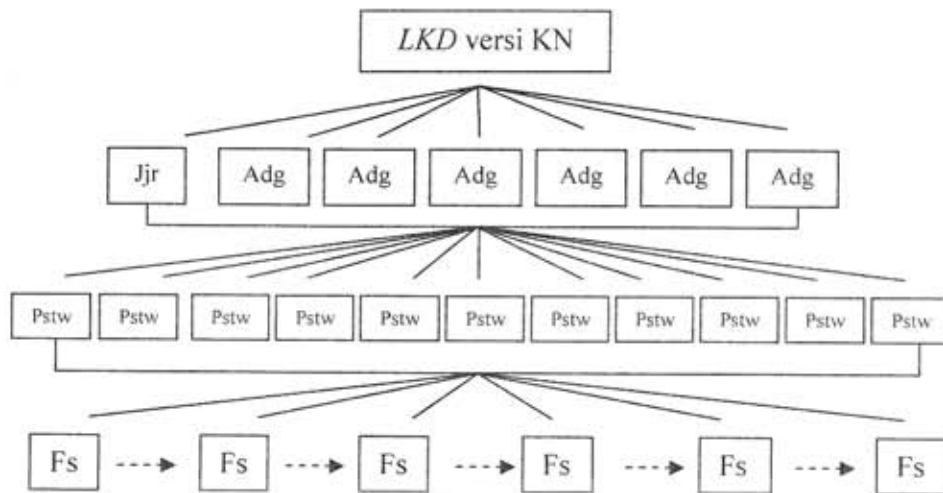 LKD versi KN
Jjr Adg Adg Adg Adg Adg Adg
Pstw Pstw Pstw Pstw Pstw Pstw Pstw Pstw Pstw Pstw Pstw
Fs Fs Fs Fs Fs Fs